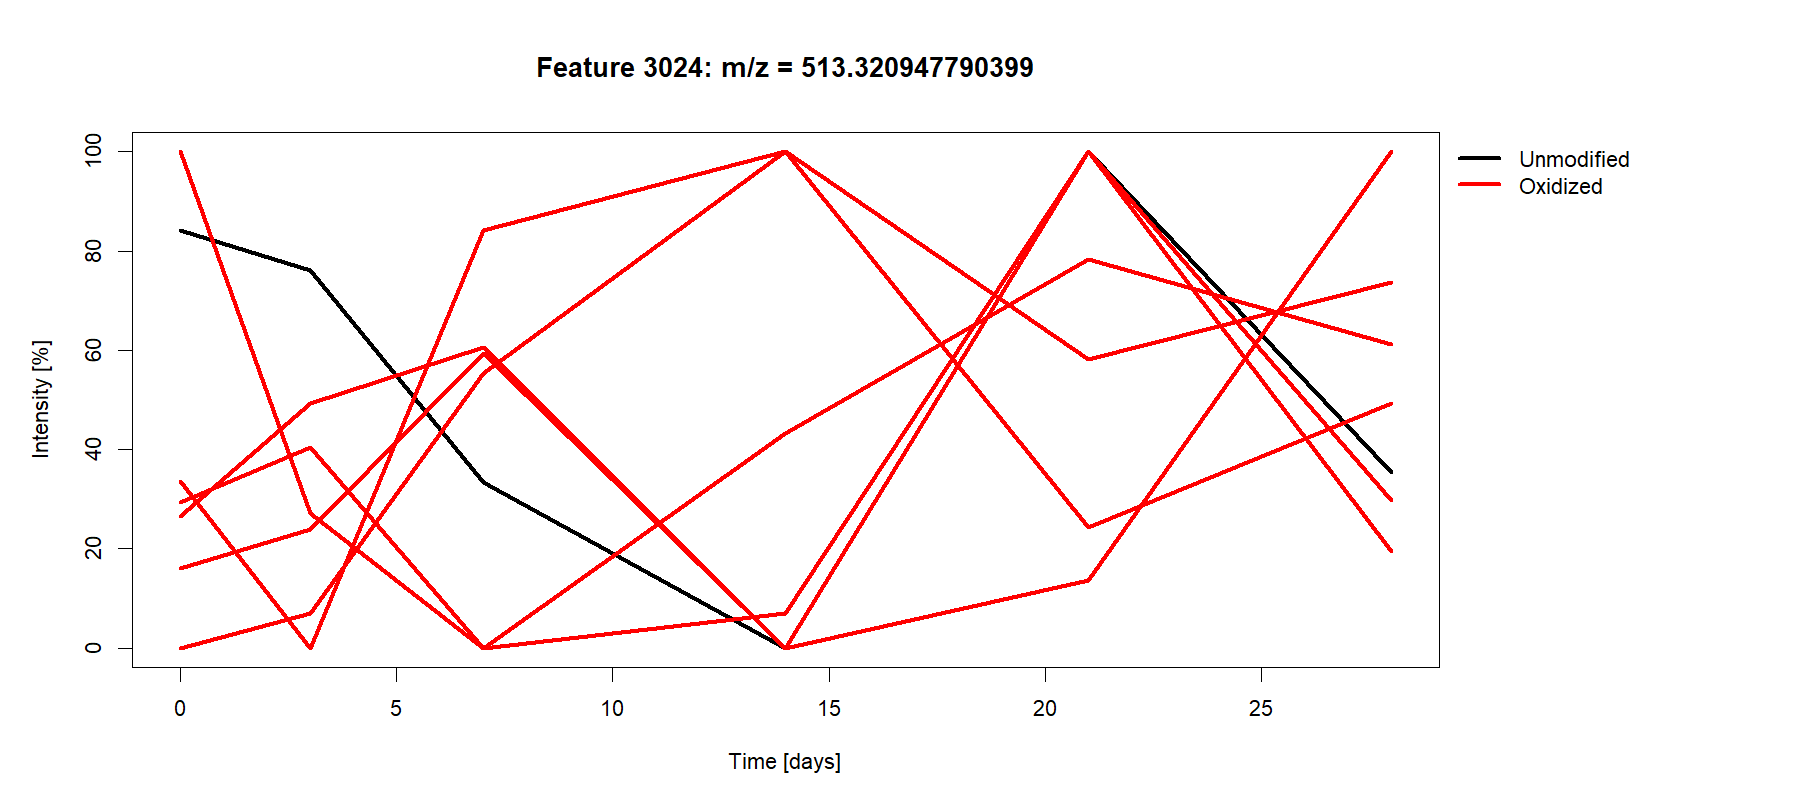 Feature 3024: m/z = 513.320947790399
100
80
60
40
20
0
Intensity [%]
0 5 10 15 20 25
Time [days]
Unmodified
Oxidized